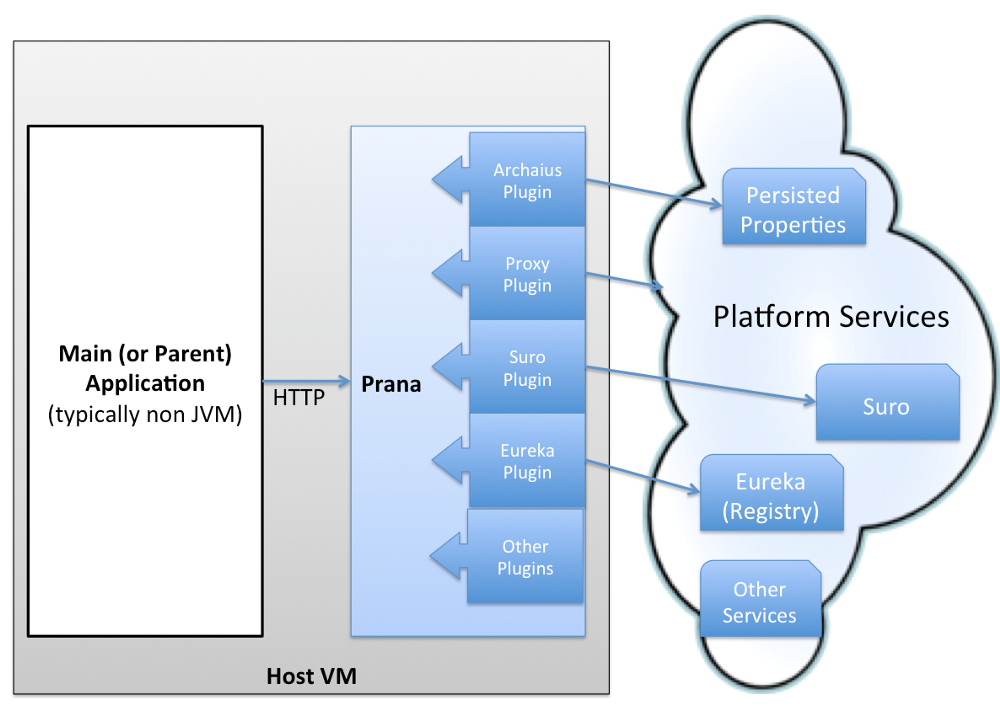 Main (or Parent)
Application
(typically non JVM)
HTTP
Prana
Archaius
Plugin
Proxy
Plugin
Suro
Plugin
Eureka
Plugin
Other
Plugins
Host VM
Persisted
Properties
Platform Services
Suro
Eureka
(Registry)
Other
Services